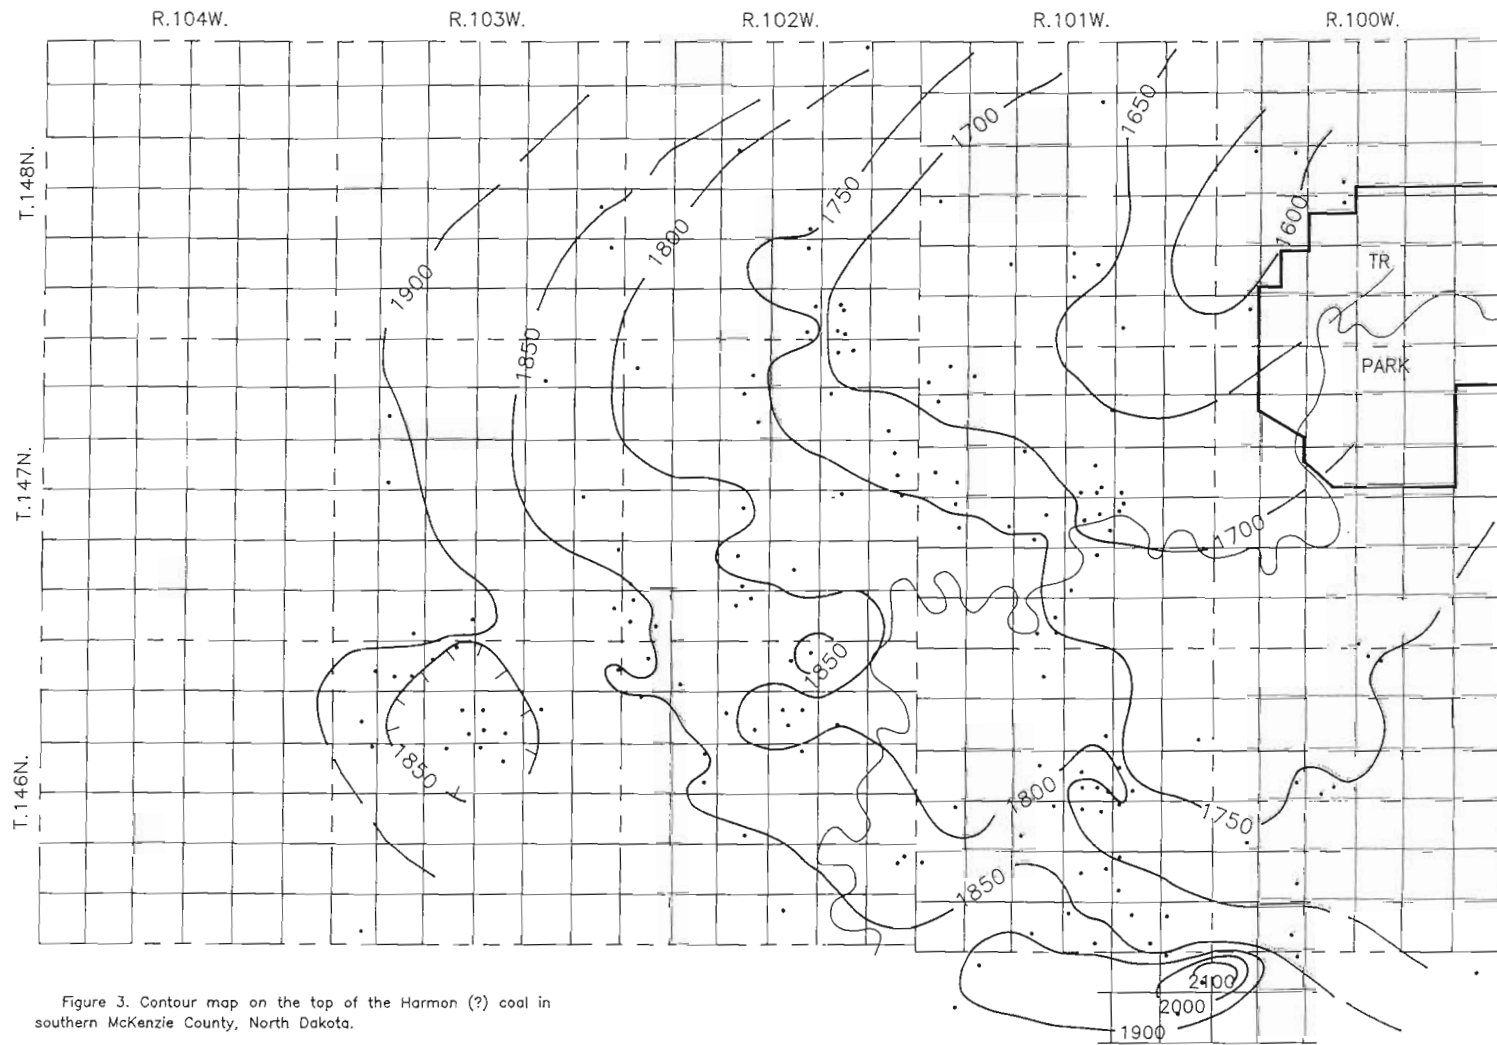 R.104W. R.103W. R.102W. R.101W. R.100W.
T.148N.
T.147N.
T.146N.
1650
1700
1750
1600
1800
1900
TR
1850
PARK
1700
1850
1850
1800
1750
1850
2100
2000
1900
Figure 3. Contour map on the top of the Harmon (?) coal in
southern McKenzie County, North Dakota.